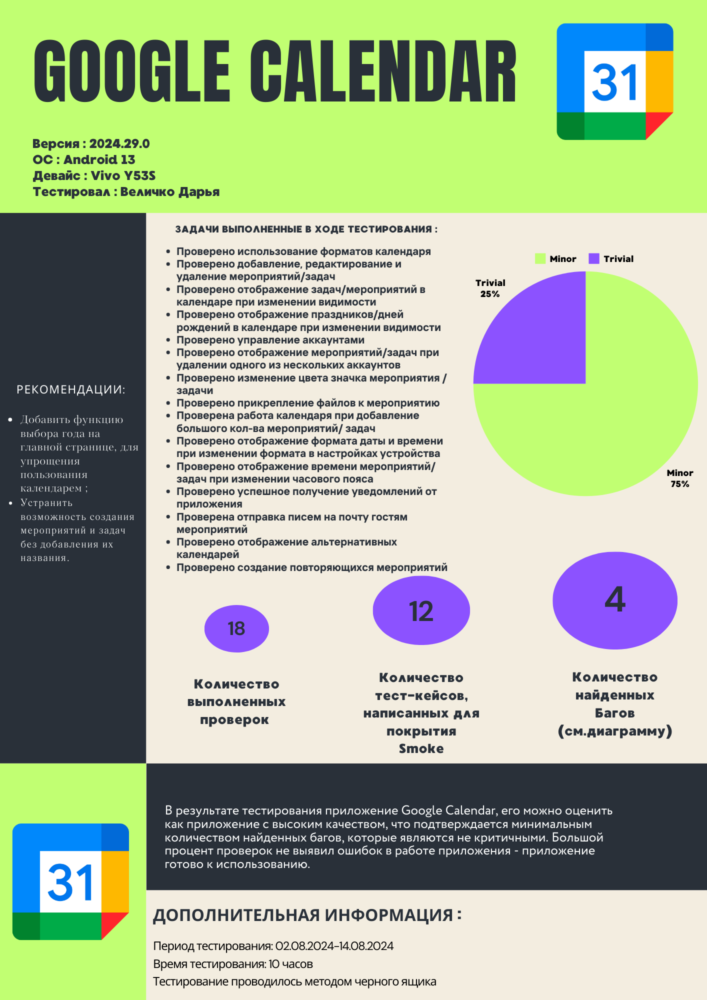 GOOGLE CALENDAR
31
Версия : 2024.29.0
ОС : Android 13
Девайс : Vivo Y53S
Тестировал : Величко Дарья
РЕКОМЕНДАЦИИ:
• Добавить функцию
выбора года на
главной странице, для
упрощения
пользования
календарем ;
• Устранить
возможность создания
мероприятий и задач
без добавления их
названия.
ЗАДАЧИ ВЫПОЛНЕННЫЕ В ХОДЕ ТЕСТИРОВАНИЯ :
• Проверено использование форматов календаря
• Проверено добавление, редактирование и
удаление мероприятий/задач
• Проверено отображение задач/мероприятий в
календаре при изменении видимости
• Проверено отображение праздников/дней
рождений в календаре при изменении видимости
• Проверено управление аккаунтами
• Проверено отображение мероприятий/задач при
удалении одного из нескольких аккаунтов
• Проверено изменение цвета значка мероприятия /
задачи
• Проверено прикрепление файлов к мероприятию
• Проверена работа календаря при добавление
большого кол-ва мероприятий/ задач
• Проверено отображение формата даты и времени
при изменении формата в настройках устройства
• Проверено отображение времени мероприятий/
задач при изменении часового пояса
• Проверено успешное получение уведомлений от
приложения
• Проверена отправка писем на почту гостям
мероприятий
• Проверено отображение альтернативных
календарей
• Проверено создание повторяющихся мероприятий
Minor Trivial
Trivial
25%
Minor
75%
18
Количество
выполненных
проверок
12
Количество
тест-кейсов,
написанных для
покрытия
Smoke
4
Количество
найденных
Багов
(см.диаграмму)
31
В результате тестирования приложение Google Calendar, его можно оценить
как приложение с высоким качеством, что подтверждается минимальным
количеством найденных багов, которые являются не критичными. Большой
процент проверок не выявил ошибок в работе приложения - приложение
готово к использованию.
ДОПОЛНИТЕЛЬНАЯ ИНФОРМАЦИЯ :
Период тестирования: 02.08.2024-14.08.2024
Время тестирования: 10 часов
Тестирование проводилось методом черного ящика